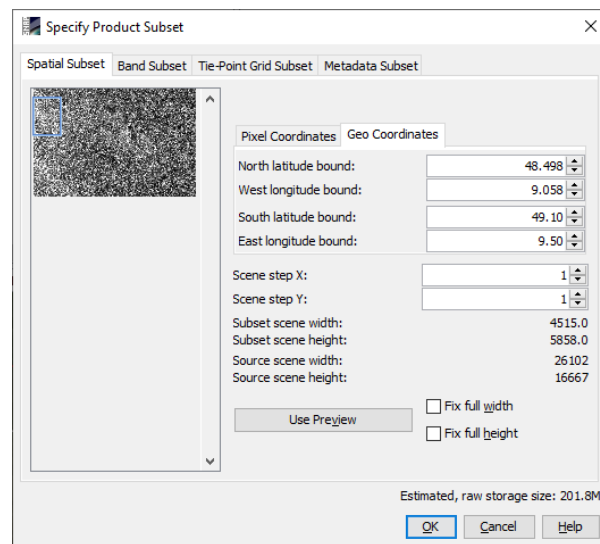 Specify Product Subset
Spatial Subset Band Subset Tie-Point Grid Subset Metadata Subset
Pixel Coordinates Geo Coordinates
North latitude bound: 48.498
West longitude bound: 9.058
South latitude bound: 49.10
East longitude bound: 9.50
Scene step X: 1
Scene step Y: 1
Subset scene width: 4515.0
Subset scene height: 5858.0
Source scene width: 26102
Source scene height: 16667
Use Preview
Fix full width
Fix full height
Estimated, raw storage size: 201.8M
OK Cancel Help